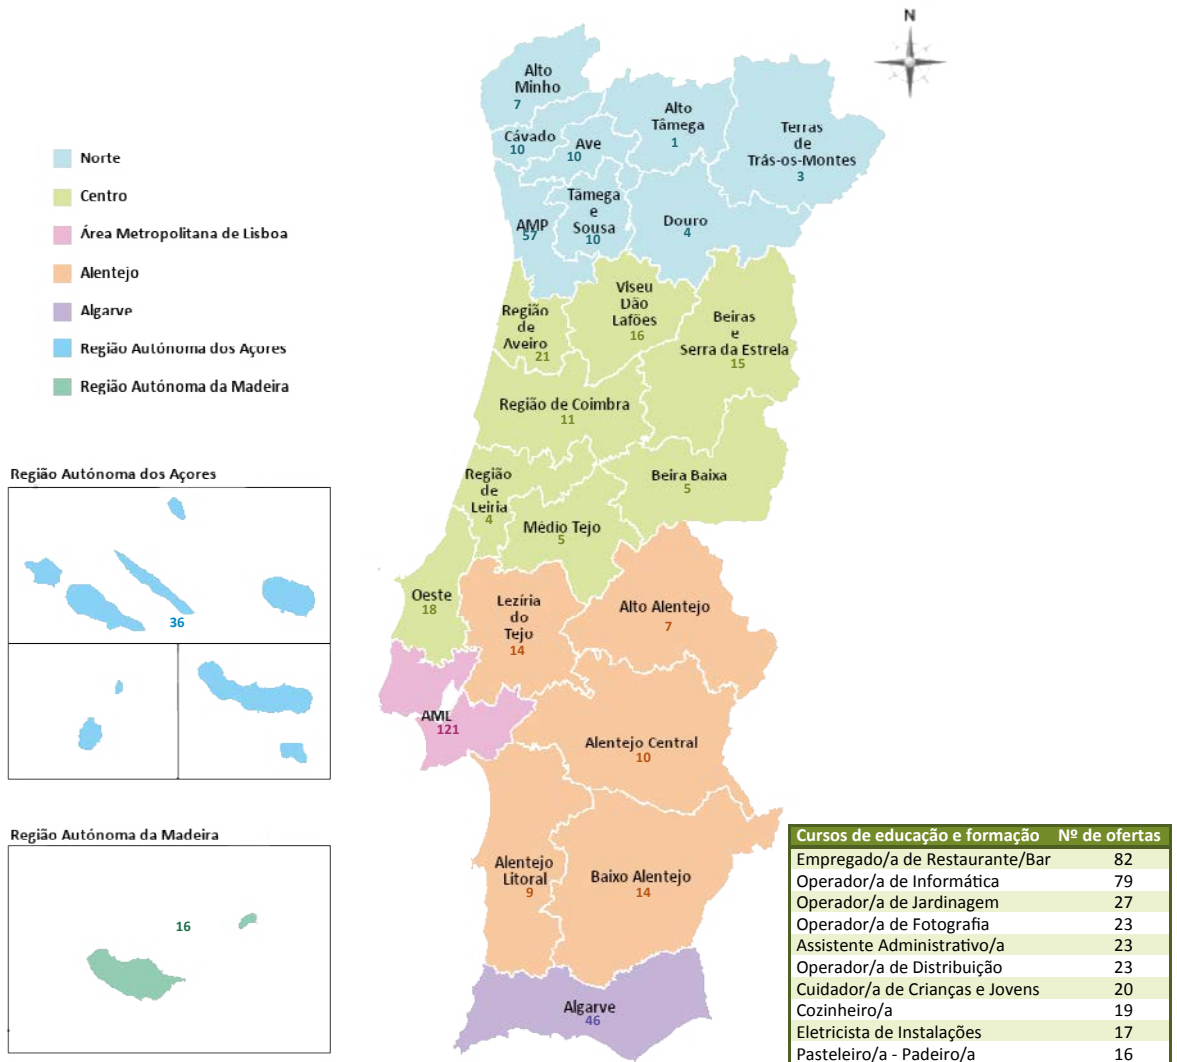 N
Alto
Minho
7
Cávado
10
Ave
10
Alto
Tâmega
1
Terras
de
Trás-os-Montes
3
AMP
57
Tâmega
e
Sousa
10
Douro
4
Norte
Centro
Área Metropolitana de Lisboa
Alentejo
Algarve
Região Autónoma dos Açores
Região Autónoma da Madeira
Região
de
Aveiro
21
Viseu
Dão
Lafões
16
Beiras
e
Serra da Estrela
15
Região de Coimbra
11
Região
de
Leiria
4
Médio Tejo
5
Beira Baixa
5
Oeste
18
Lezíria
do
Tejo
14
Alto Alentejo
7
AML
121
Alentejo Central
10
Alentejo
Litoral
9
Baixo Alentejo
14
Algarve
46
Região Autónoma dos Açores
36
Região Autónoma da Madeira
16
Cursos de educação e formação Nº de ofertas
Empregado/a de Restaurante/Bar 82
Operador/a de Informática 79
Operador/a de Jardinagem 27
Operador/a de Fotografia 23
Assistente Administrativo/a 23
Operador/a de Distribuição 23
Cuidador/a de Crianças e Jovens 20
Cozinheiro/a 19
Eletricista de Instalações 17
Pasteleiro/a - Padeiro/a 16